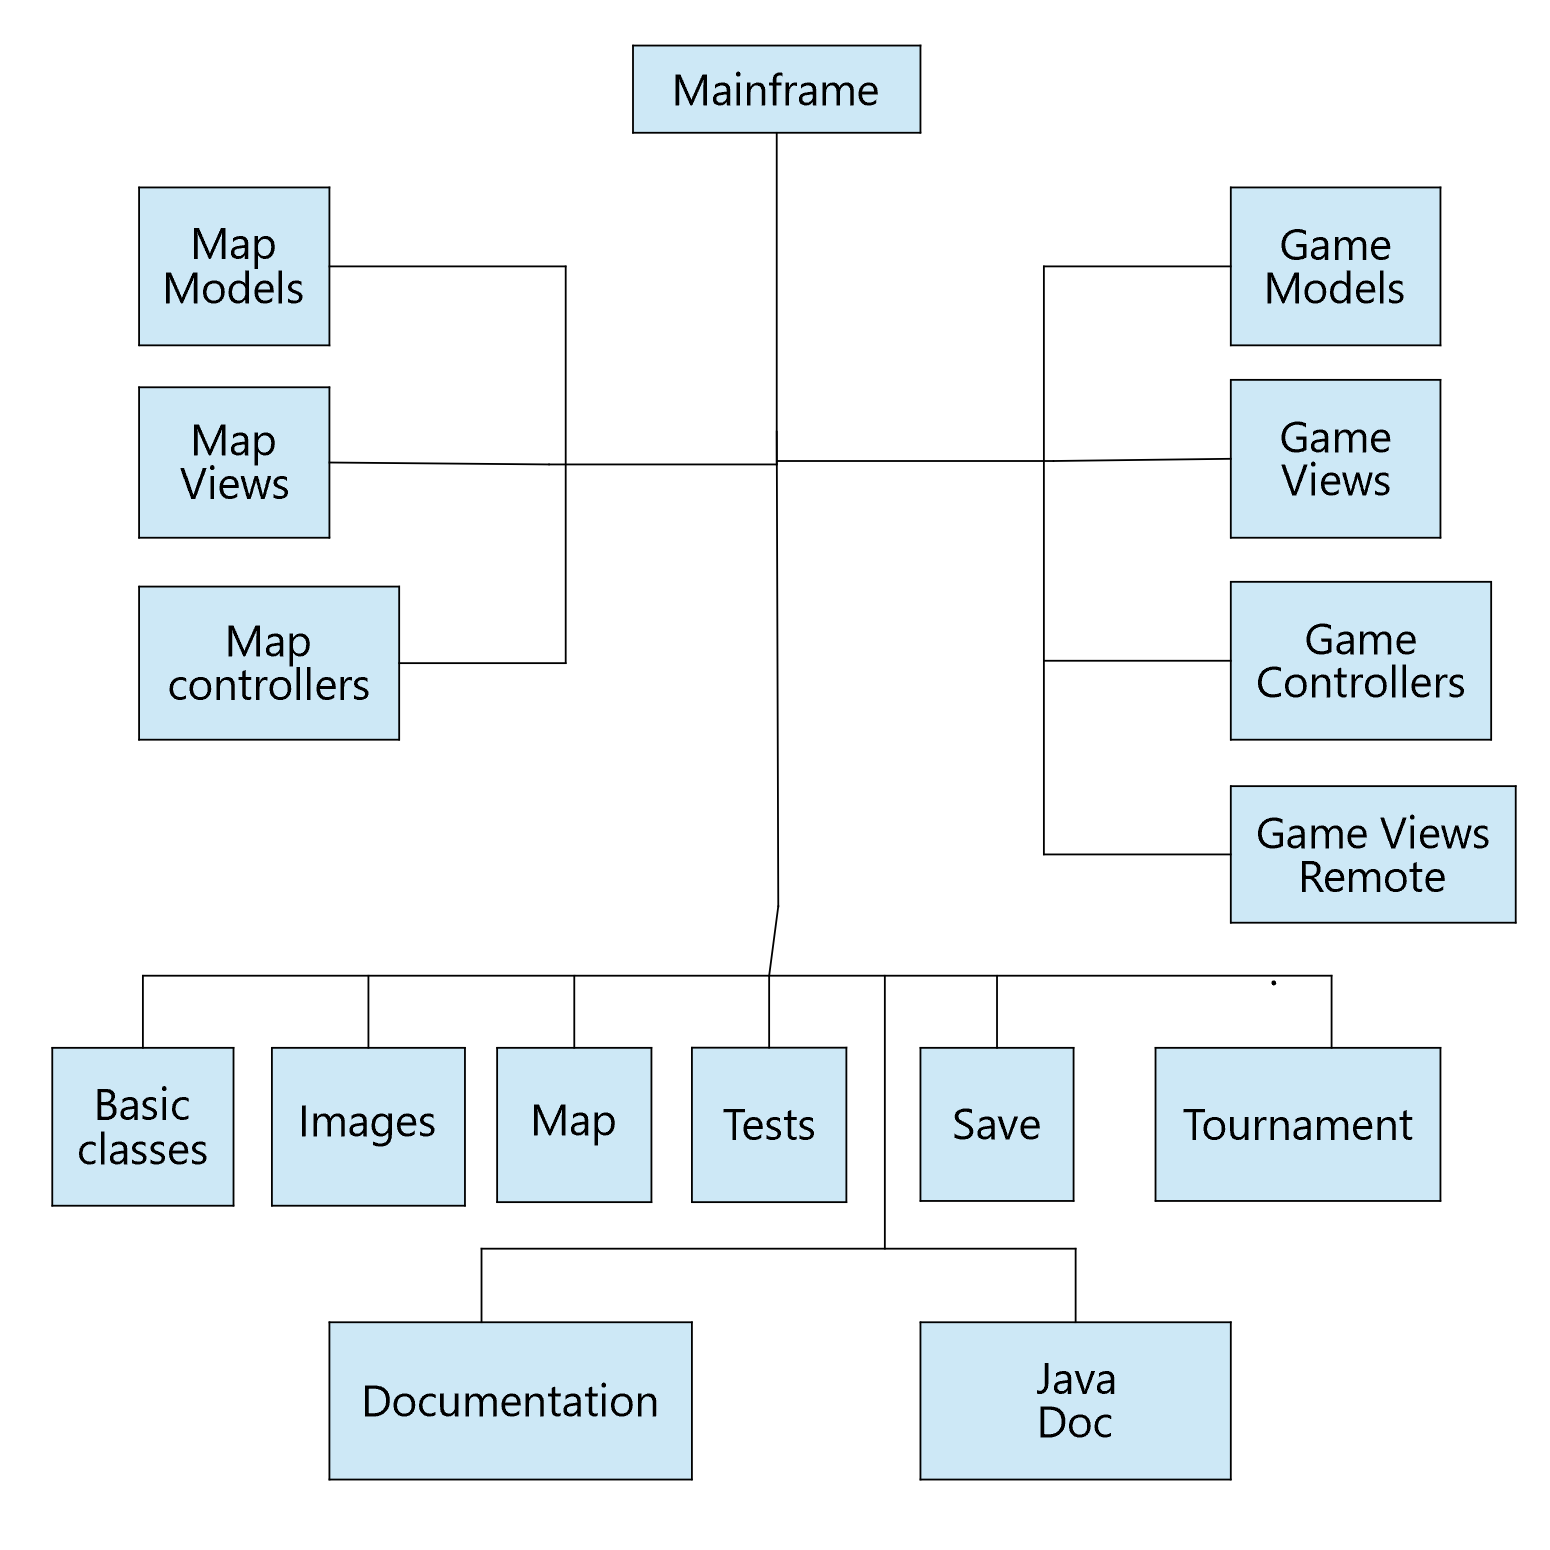 Mainframe
Map
Models
Game
Models
Map
Views
Game
Views
Map
controllers
Game
Controllers
Game Views
Remote
Basic
classes
Images
Map
Tests
Save
Tournament
Documentation
Java
Doc